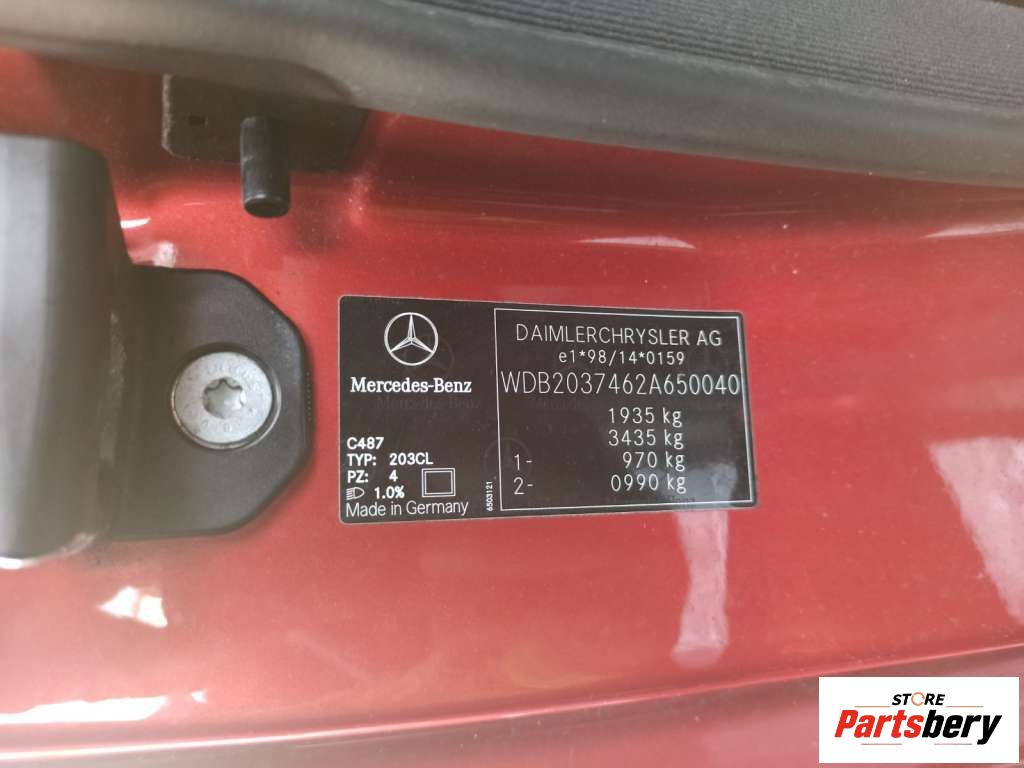 Mercedes-Benz
C487
TYP: 203CL
PZ: 4
1.0%
Made in Germany
6503121
DAIMLERCHRYSLER AG
e1*98/14*0159
WDB2037462A650040
1935 kg
3435 kg
1- 970 kg
2- 0990 kg
STORE
Partsbery